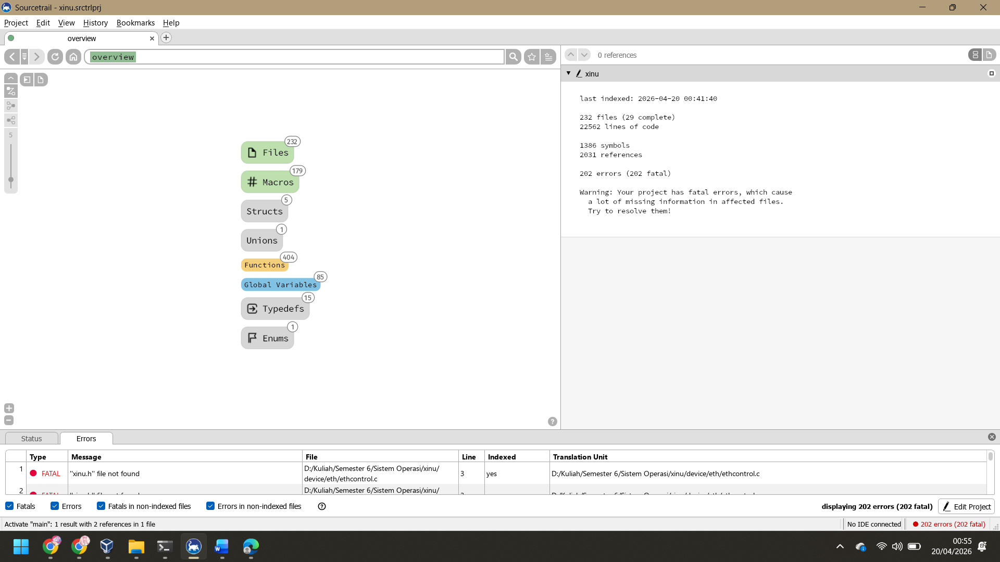 Sourcetrail - xinu.srctrlprj
Project Edit View History Bookmarks Help
overview
overview
0 references
xinu
last indexed: 2026-04-20 00:41:40
232 files (29 complete)
22562 lines of code
1386 symbols
2031 references
202 errors (202 fatal)
Warning: Your project has fatal errors, which cause
a lot of missing information in affected files.
Try to resolve them!
5
232
Files
179
# Macros
5
Structs
1
Unions
404
Functions
85
Global Variables
15
Typedefs
1
Enums
Status Errors
Type Message File Line Indexed Translation Unit
1 FATAL "xinu.h" file not found D:/Kuliah/Semester 6/Sistem Operasi/xinu/ 3 yes D:/Kuliah/Semester 6/Sistem Operasi/xinu/device/eth/ethcontrol.c
device/eth/ethcontrol.c
2 D:/Kuliah/Semester 6/Sistem Operasi/xinu/
Fatals Errors Fatals in non-indexed files Errors in non-indexed files
displaying 202 errors (202 fatal) Edit Project
Activate "main": 1 result with 2 references in 1 file
No IDE connected 202 errors (202 fatal)
00:55
20/04/2026